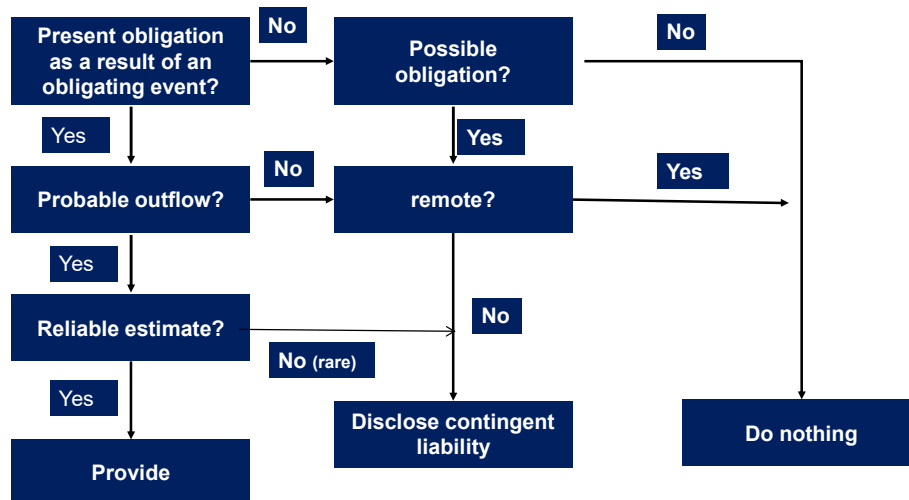 Present obligation
as a result of an
obligating event?
No
Possible
obligation?
No
Yes
Yes
Probable outflow?
No
remote?
Yes
Yes
Reliable estimate?
No
No (rare)
Yes
Disclose contingent
liability
Do nothing
Provide